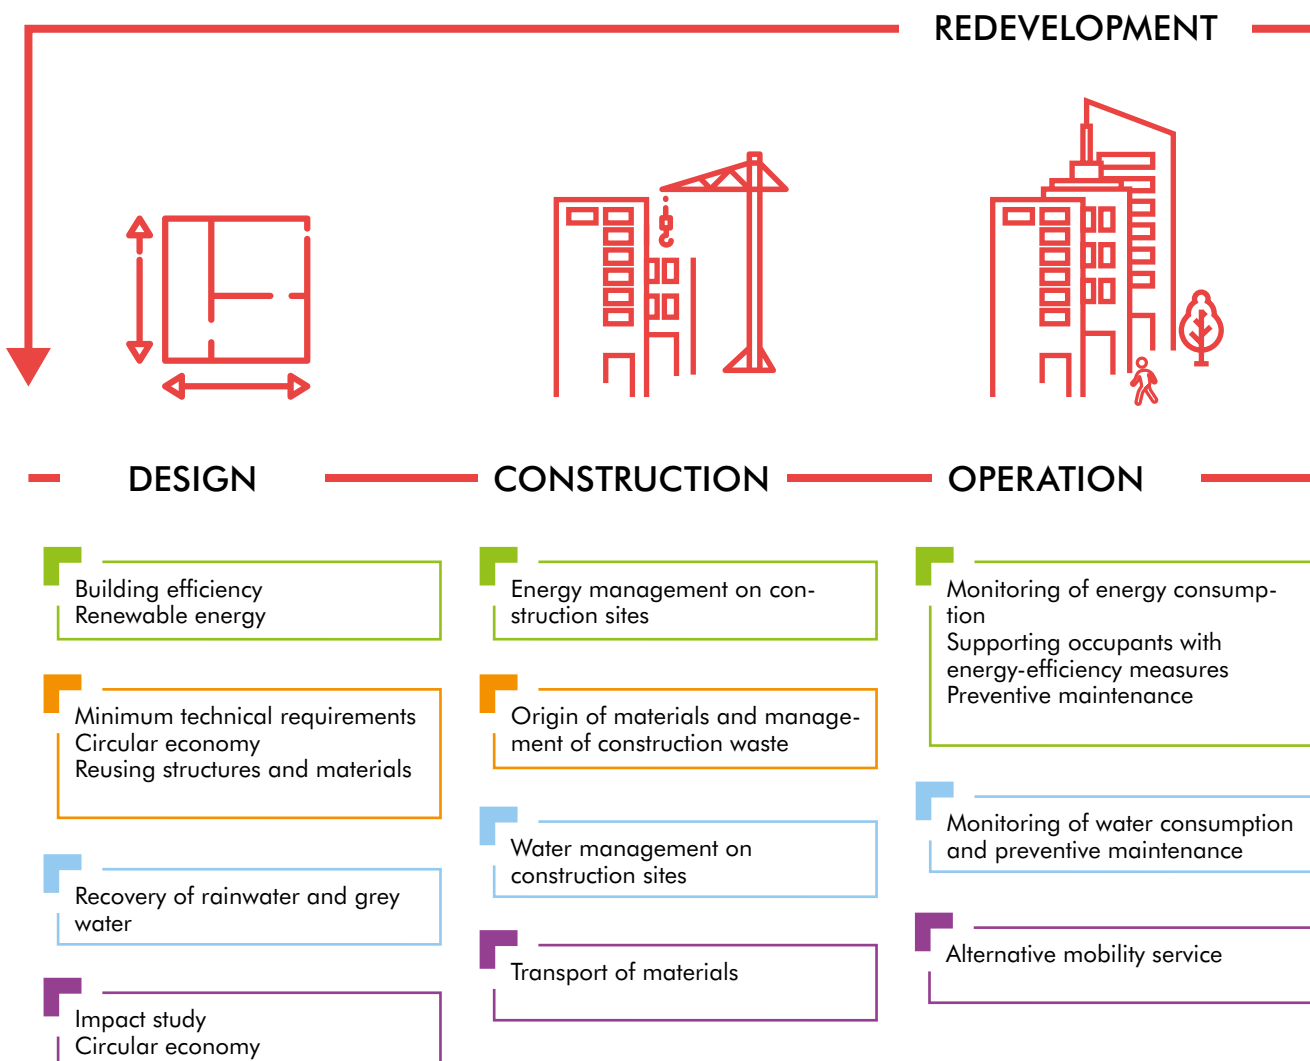 REDEVELOPMENT
DESIGN
CONSTRUCTION
OPERATION
Building efficiency
Renewable energy
Minimum technical requirements
Circular economy
Reusing structures and materials
Recovery of rainwater and grey
water
Impact study
Circular economy
Energy management on con-
struction sites
Origin of materials and manage-
ment of construction waste
Water management on
construction sites
Transport of materials
Monitoring of energy consump-
tion
Supporting occupants with
energy-efficiency measures
Preventive maintenance
Monitoring of water consumption
and preventive maintenance
Alternative mobility service